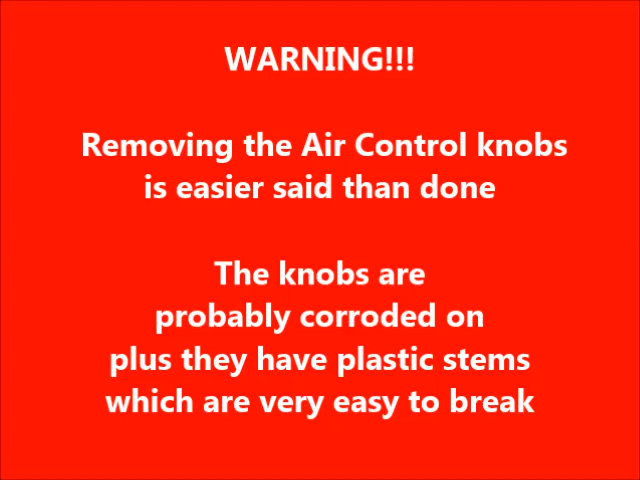 WARNING!!!
Removing the Air Control knobs
is easier said than done
The knobs are
probably corroded on
plus they have plastic stems
which are very easy to break